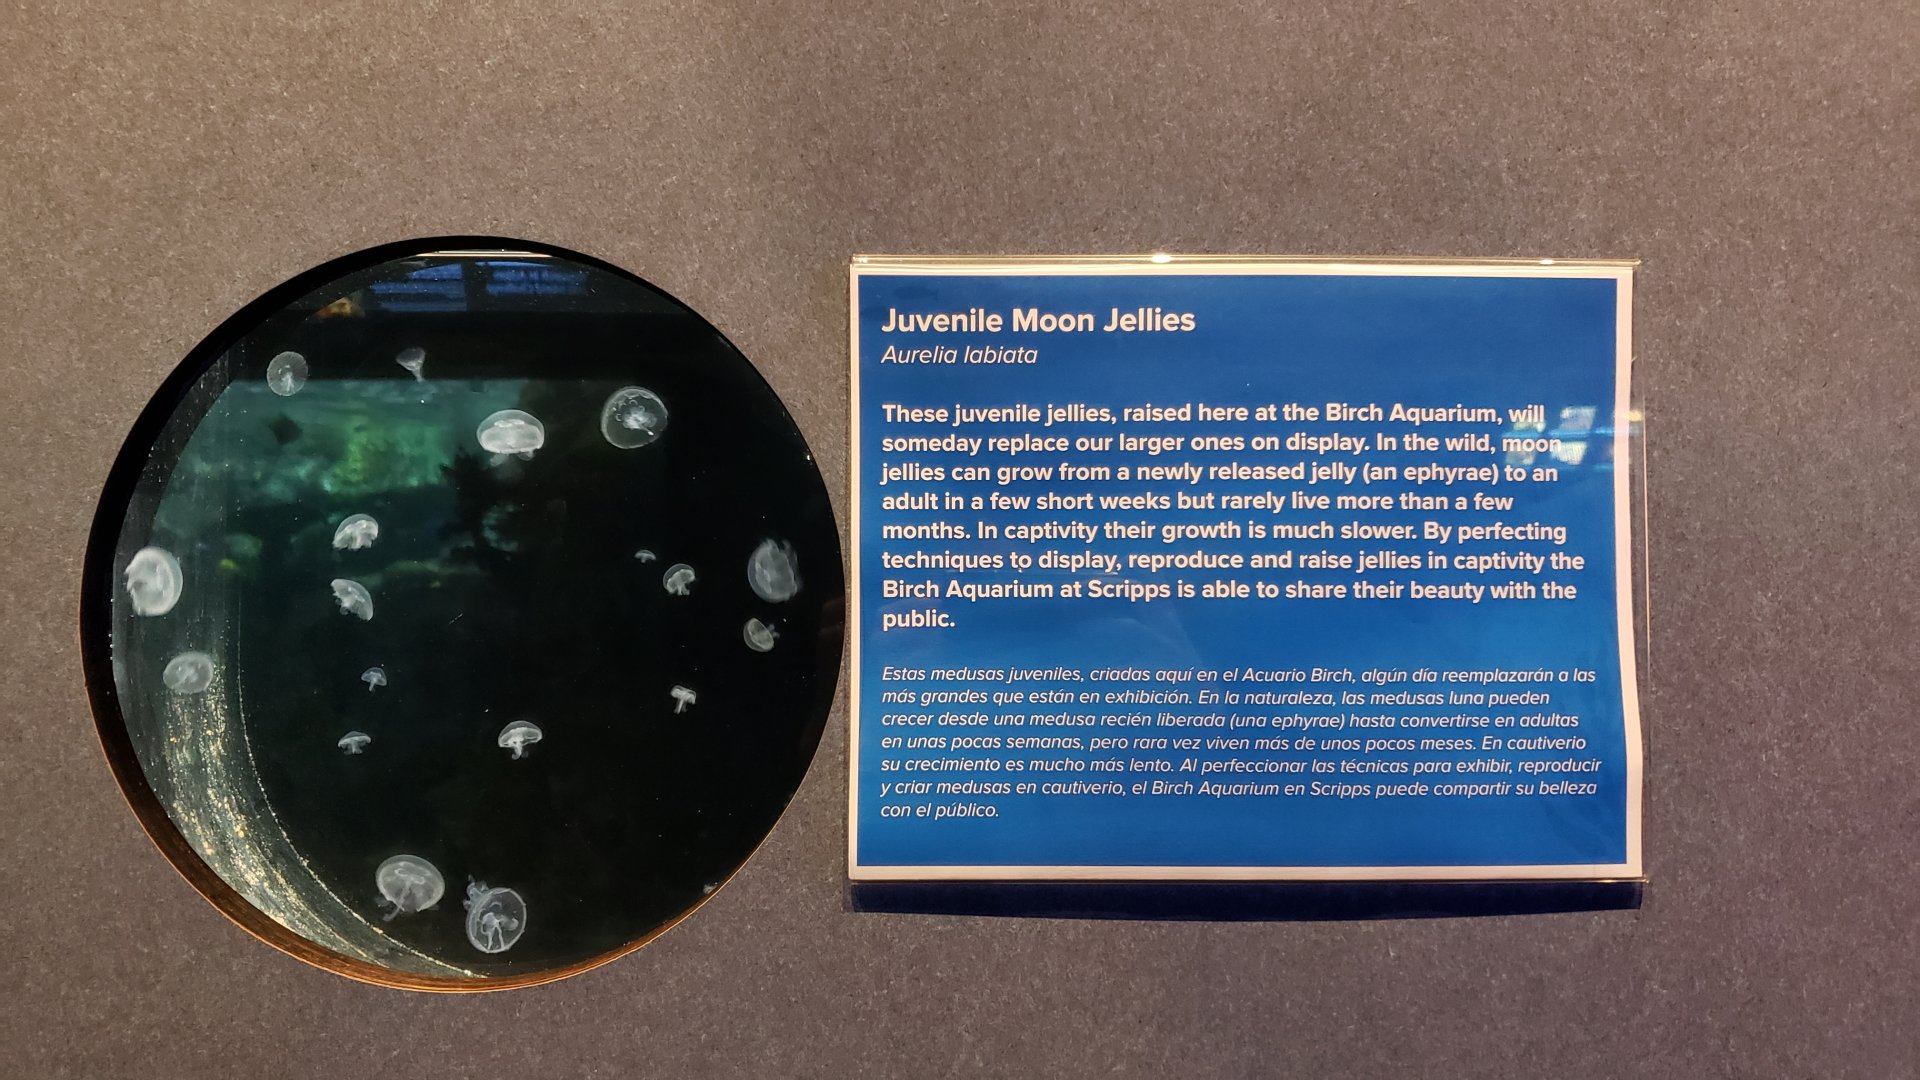 Juvenile Moon Jellies
Aurelia labiata
These juvenile jellies, raised here at the Birch Aquarium, will
someday replace our larger ones on display. In the wild, moon
jellies can grow from a newly released jelly (an ephyrae) to an
adult in a few short weeks but rarely live more than a few
months. In captivity their growth is much slower. By perfecting
techniques to display, reproduce and raise jellies in captivity the
Birch Aquarium at Scripps is able to share their beauty with the
public.
Estas medusas juveniles, criadas aquí en el Acuario Birch, algún día reemplazarán a las
más grandes que están en exhibición. En la naturaleza, las medusas luna pueden
crecer desde una medusa recién liberada (una ephyrae) hasta convertirse en adultas
en unas pocas semanas, pero rara vez viven más de unos pocos meses. En cautiverio
su crecimiento es mucho más lento. Al perfeccionar las técnicas para exhibir, reproducir
y criar medusas en cautiverio, el Birch Aquarium en Scripps puede compartir su belleza
con el público.